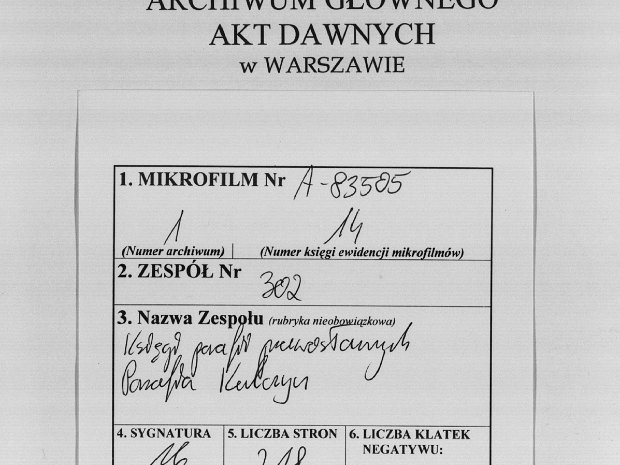 ARCHIWUM GŁÓWNEGO
AKT DAWNYCH
w WARSZAWIE
1. MIKROFILM Nr A-83505
1 14
(Numer archiwum) (Numer księgi ewidencji mikrofilmów)
2. ZESPÓŁ Nr 302
3. Nazwa Zespołu (rubryka nieobowiązkowa)
Księgi parafii prawosławnych
Parafia
4. SYGNATURA 5. LICZBA STRON 6. LICZBA KLATEK
NEGATYWU:
16 218